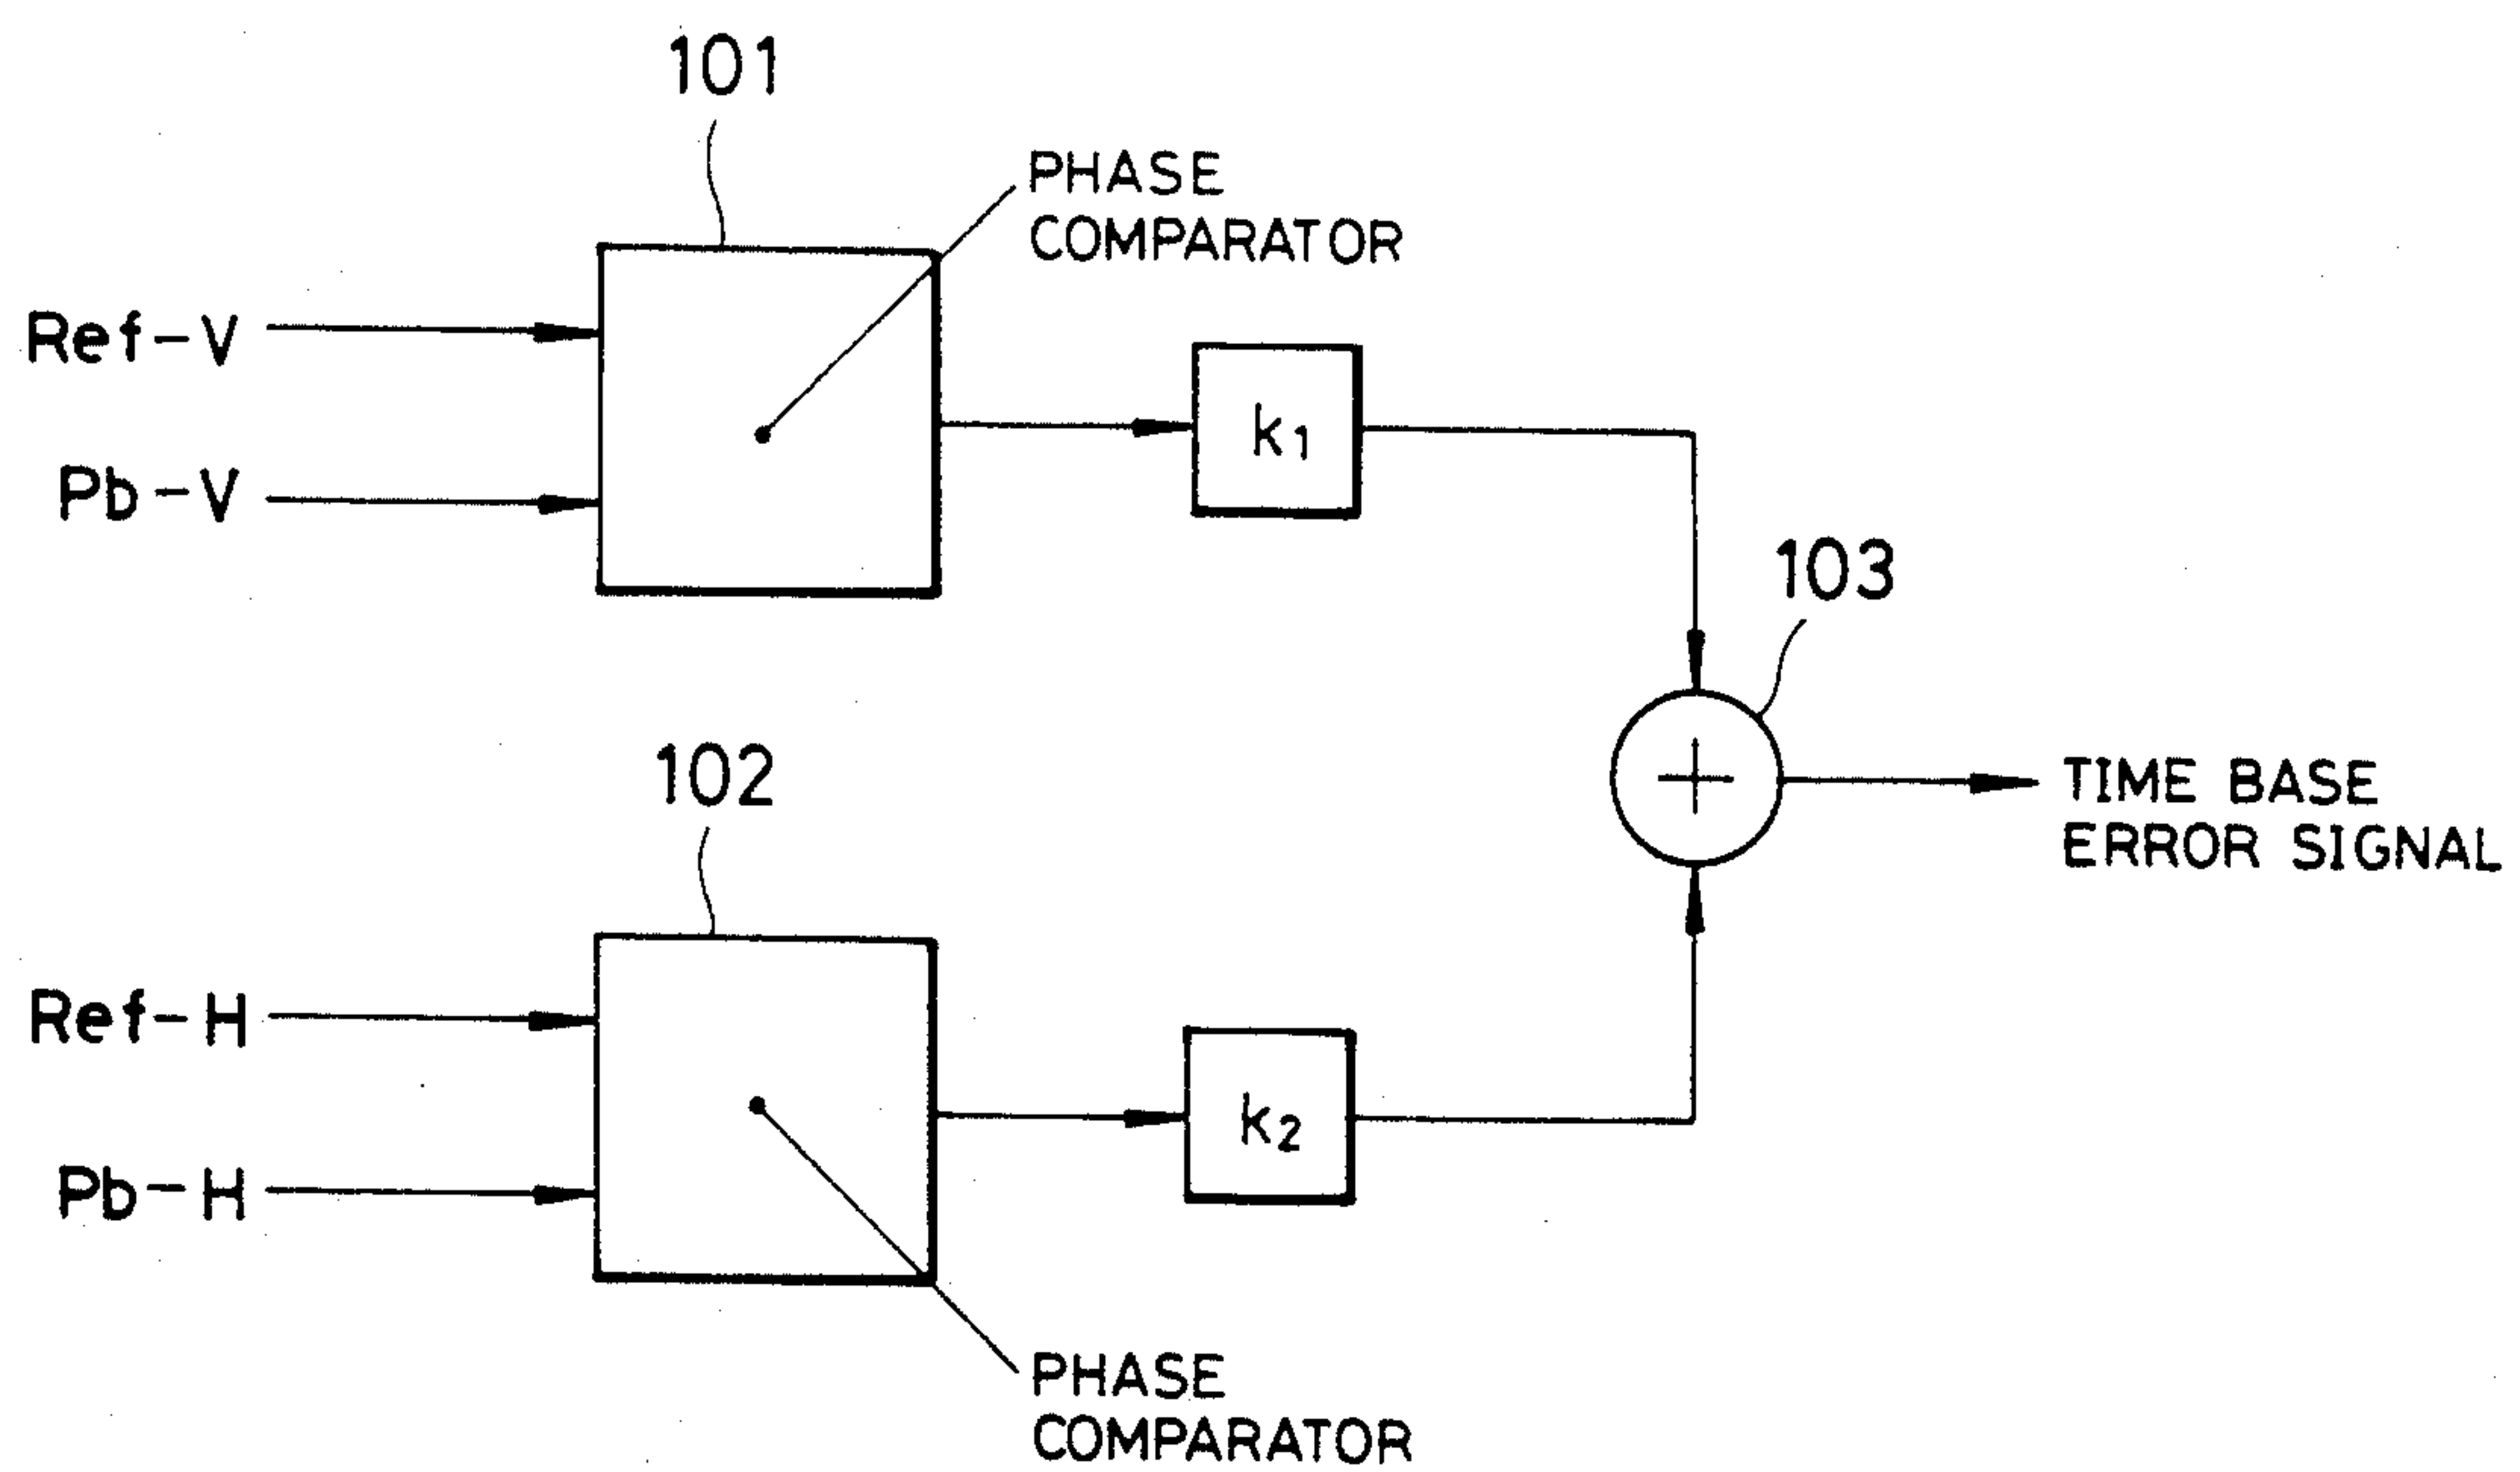 101
PHASE
COMPARATOR
Ref-V
Pb-V
k1
103
TIME BASE
ERROR SIGNAL
102
Ref-H
Pb-H
k2
PHASE
COMPARATOR